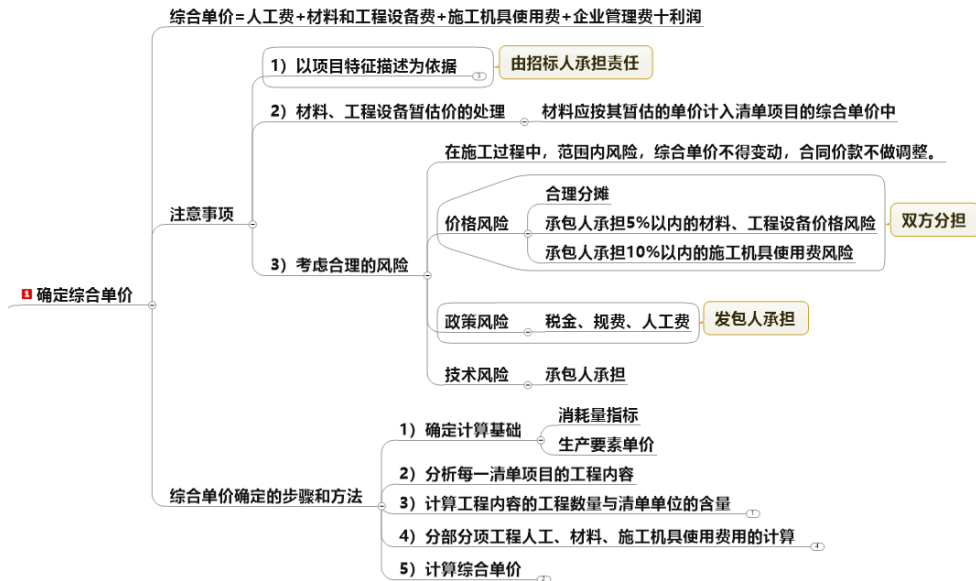 综合单价=人工费+材料和工程设备费+施工机具使用费+企业管理费十利润
1）以项目特征描述为依据
3
由招标人承担责任
2）材料、工程设备暂估价的处理
材料应按其暂估的单价计入清单项目的综合单价中
在施工过程中，范围内风险，综合单价不得变动，合同价款不做调整。
注意事项
合理分摊
价格风险
承包人承担5%以内的材料、工程设备价格风险
双方分担
承包人承担10%以内的施工机具使用费风险
3）考虑合理的风险
1 确定综合单价
政策风险
税金、规费、人工费
发包人承担
技术风险
承包人承担
消耗量指标
1）确定计算基础
生产要素单价
2）分析每一清单项目的工程内容
综合单价确定的步骤和方法
3）计算工程内容的工程数量与清单单位的含量
1
4）分部分项工程人工、材料、施工机具使用费用的计算
4
5）计算综合单价
2